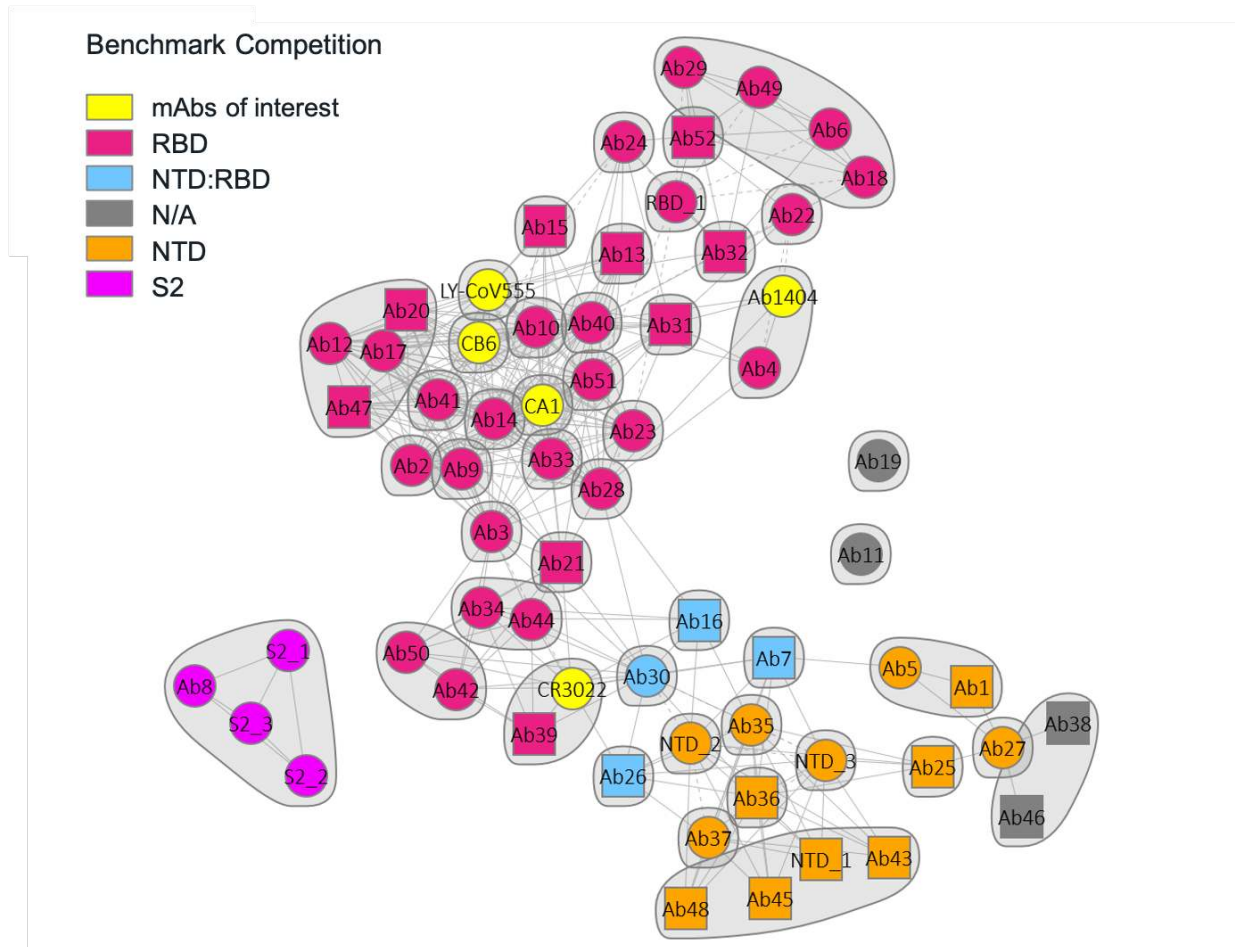 Benchmark Competition
mAbs of interest
RBD
NTD:RBD
N/A
NTD
S2
Ab29
Ab49
Ab6
Ab18
Ab52
Ab24
RBD_1
Ab22
Ab15
Ab13
Ab32
LY-CoV555
Ab1404
Ab20
Ab10
Ab40
Ab31
Ab12
Ab17
CB6
Ab4
Ab51
Ab47
Ab41
CA1
Ab14
Ab23
Ab2
Ab9
Ab33
Ab19
Ab28
Ab3
Ab11
Ab21
Ab34
Ab44
Ab16
S2_1
Ab50
Ab7
Ab5
Ab8
Ab42
CR3022
Ab30
Ab1
S2_3
Ab39
Ab35
NTD_2
Ab38
Ab27
NTD_3
Ab25
S2_2
Ab26
Ab36
Ab46
Ab37
NTD_1
Ab43
Ab45
Ab48